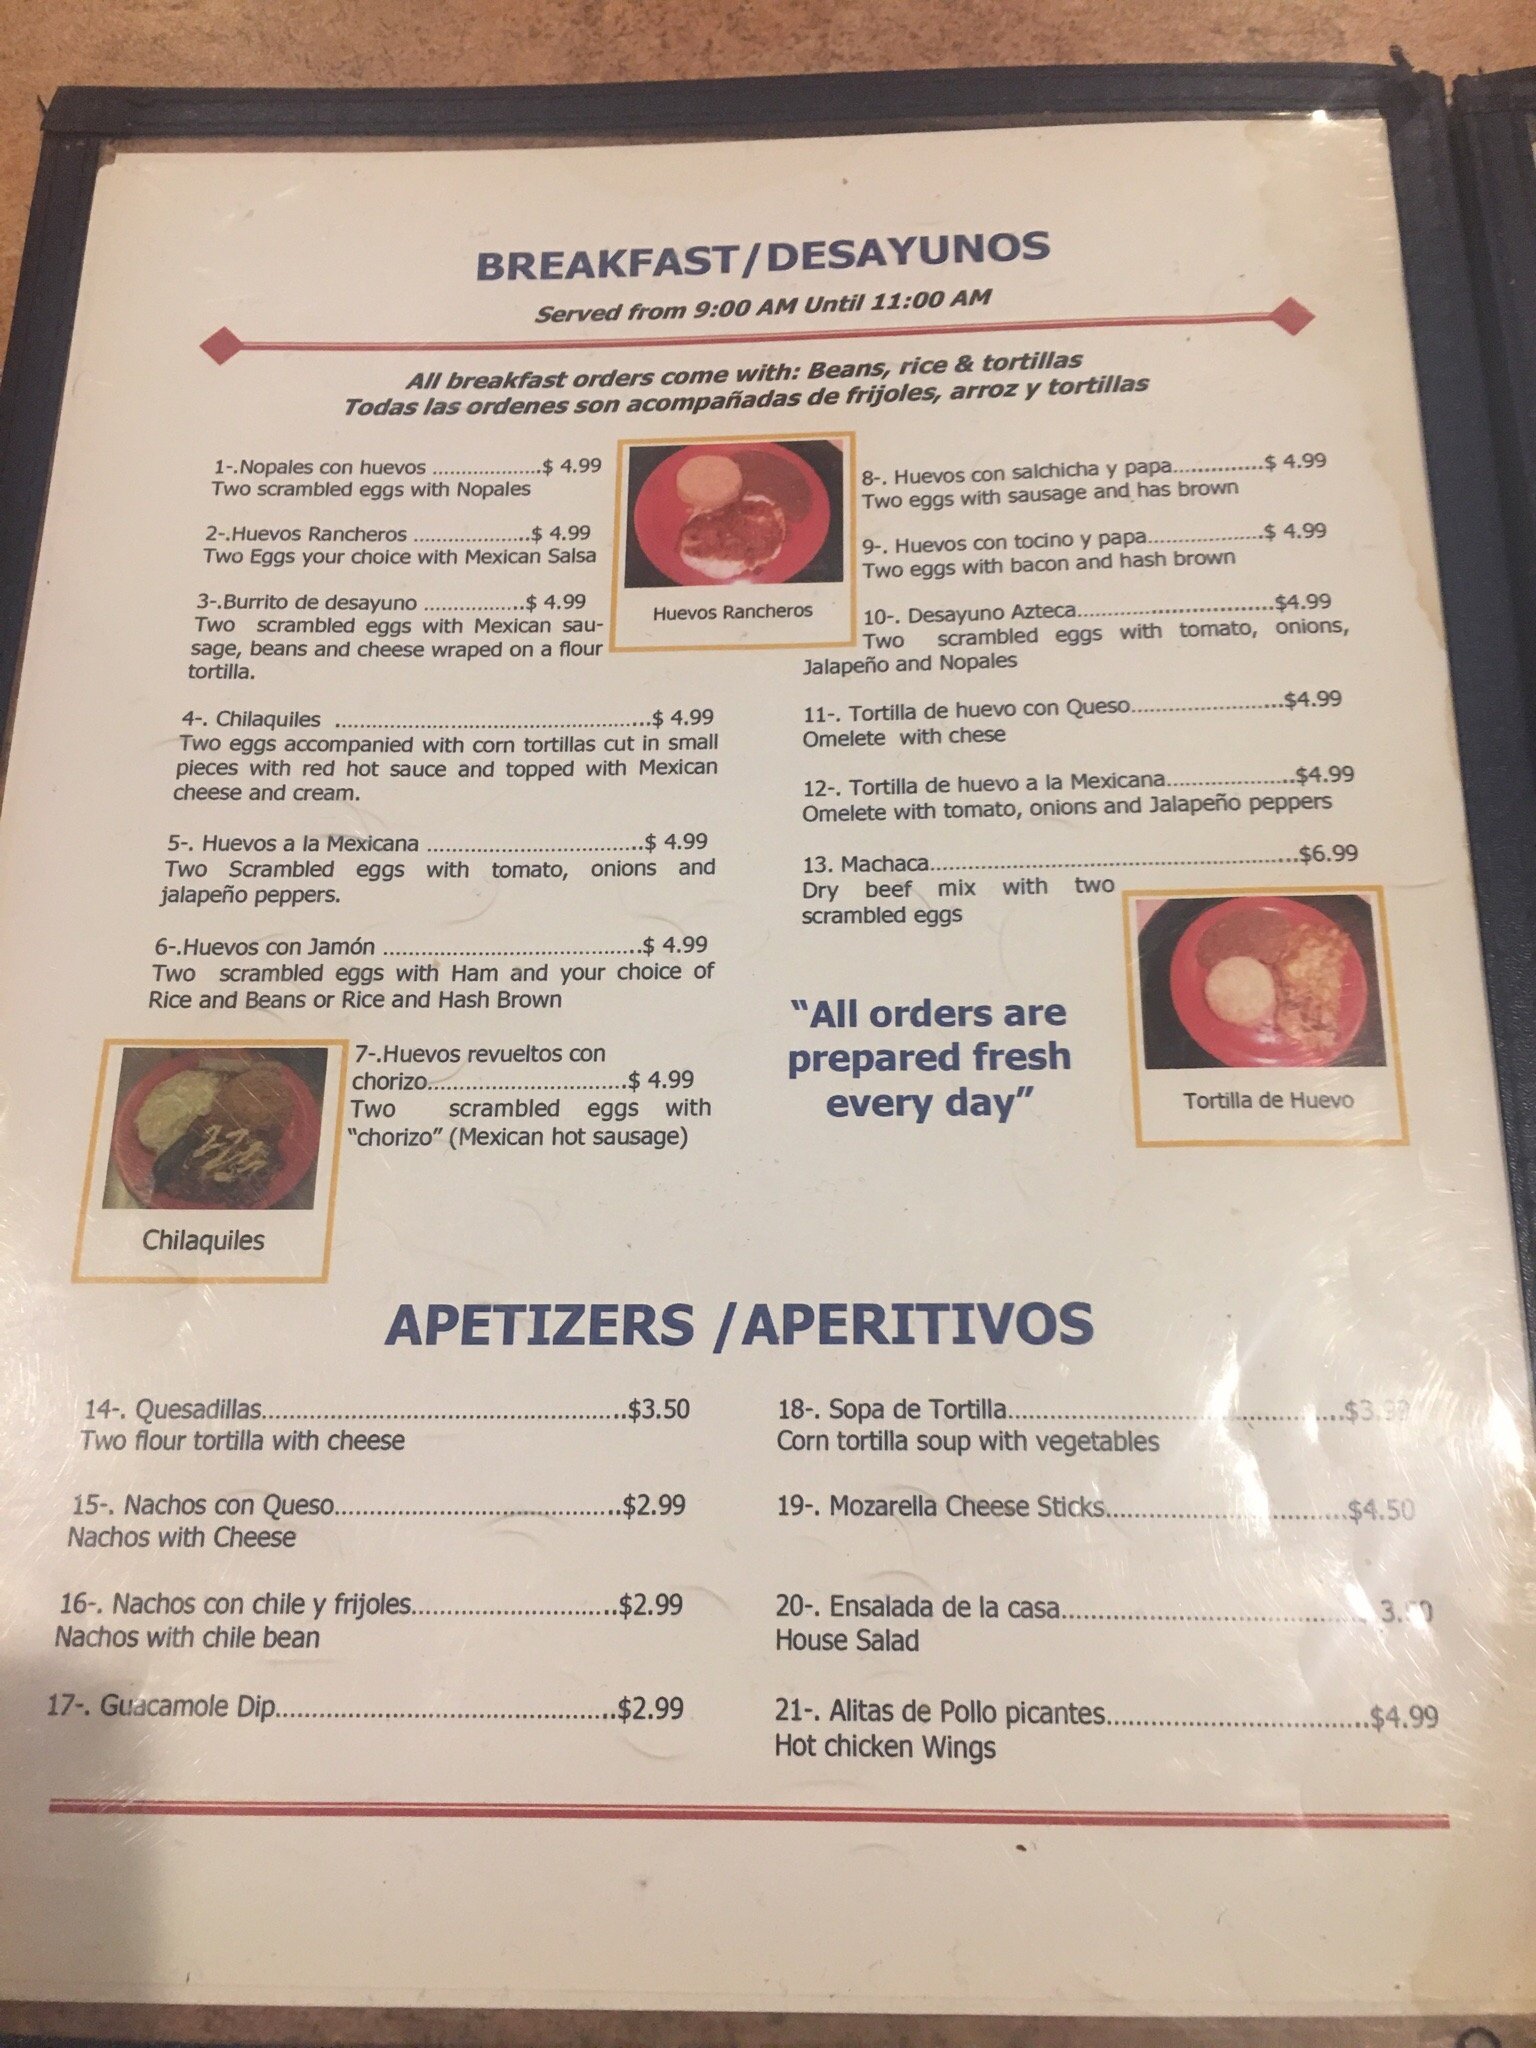 BREAKFAST/DESAYUNOS
Served from 9:00 AM Until 11:00 AM
All breakfast orders come with: Beans, rice & tortillas
Todas las ordenes son acompañadas de frijoles, arroz y tortillas
1-.Nopales con huevos ...................$ 4.99
Two scrambled eggs with Nopales
2-.Huevos Rancheros ....................$ 4.99
Two Eggs your choice with Mexican Salsa
3-.Burrito de desayuno .................$ 4.99
Two scrambled eggs with Mexican sau-
sage, beans and cheese wraped on a flour
tortilla.
4-. Chilaquiles ......................................................$ 4.99
Two eggs accompanied with corn tortillas cut in small
pieces with red hot sauce and topped with Mexican
cheese and cream.
5-. Huevos a la Mexicana .....................................$ 4.99
Two Scrambled eggs with tomato, onions and
jalapeño peppers.
6-.Huevos con Jamón ............................................$ 4.99
Two scrambled eggs with Ham and your choice of
Rice and Beans or Rice and Hash Brown
7-.Huevos revueltos con
chorizo..................................$ 4.99
Two scrambled eggs with
"chorizo" (Mexican hot sausage)
Chilaquiles
Huevos Rancheros
8-. Huevos con salchicha y papa...............$ 4.99
Two eggs with sausage and has brown
9-. Huevos con tocino y papa...................$ 4.99
Two eggs with bacon and hash brown
10-. Desayuno Azteca.................................$4.99
Two scrambled eggs with tomato, onions,
Jalapeño and Nopales
11-. Tortilla de huevo con Queso.........................$4.99
Omelete with chese
12-. Tortilla de huevo a la Mexicana.....................$4.99
Omelete with tomato, onions and Jalapeño peppers
13. Machaca............................................................$6.99
Dry beef mix with two
scrambled eggs
"All orders are
prepared fresh
every day"
Tortilla de Huevo
APETIZERS /APERITIVOS
14-. Quesadillas......................................................$3.50
Two flour tortilla with cheese
15-. Nachos con Queso..........................................$2.99
Nachos with Cheese
16-. Nachos con chile y frijoles..............................$2.99
Nachos with chile bean
17-. Guacamole Dip..................................................$2.99
18-. Sopa de Tortilla.................................................
Corn tortilla soup with vegetables
19-. Mozarella Cheese Sticks...................................$4.50
20-. Ensalada de la casa...........................................
House Salad
21-. Alitas de Pollo picantes......................................$4.99
Hot chicken Wings